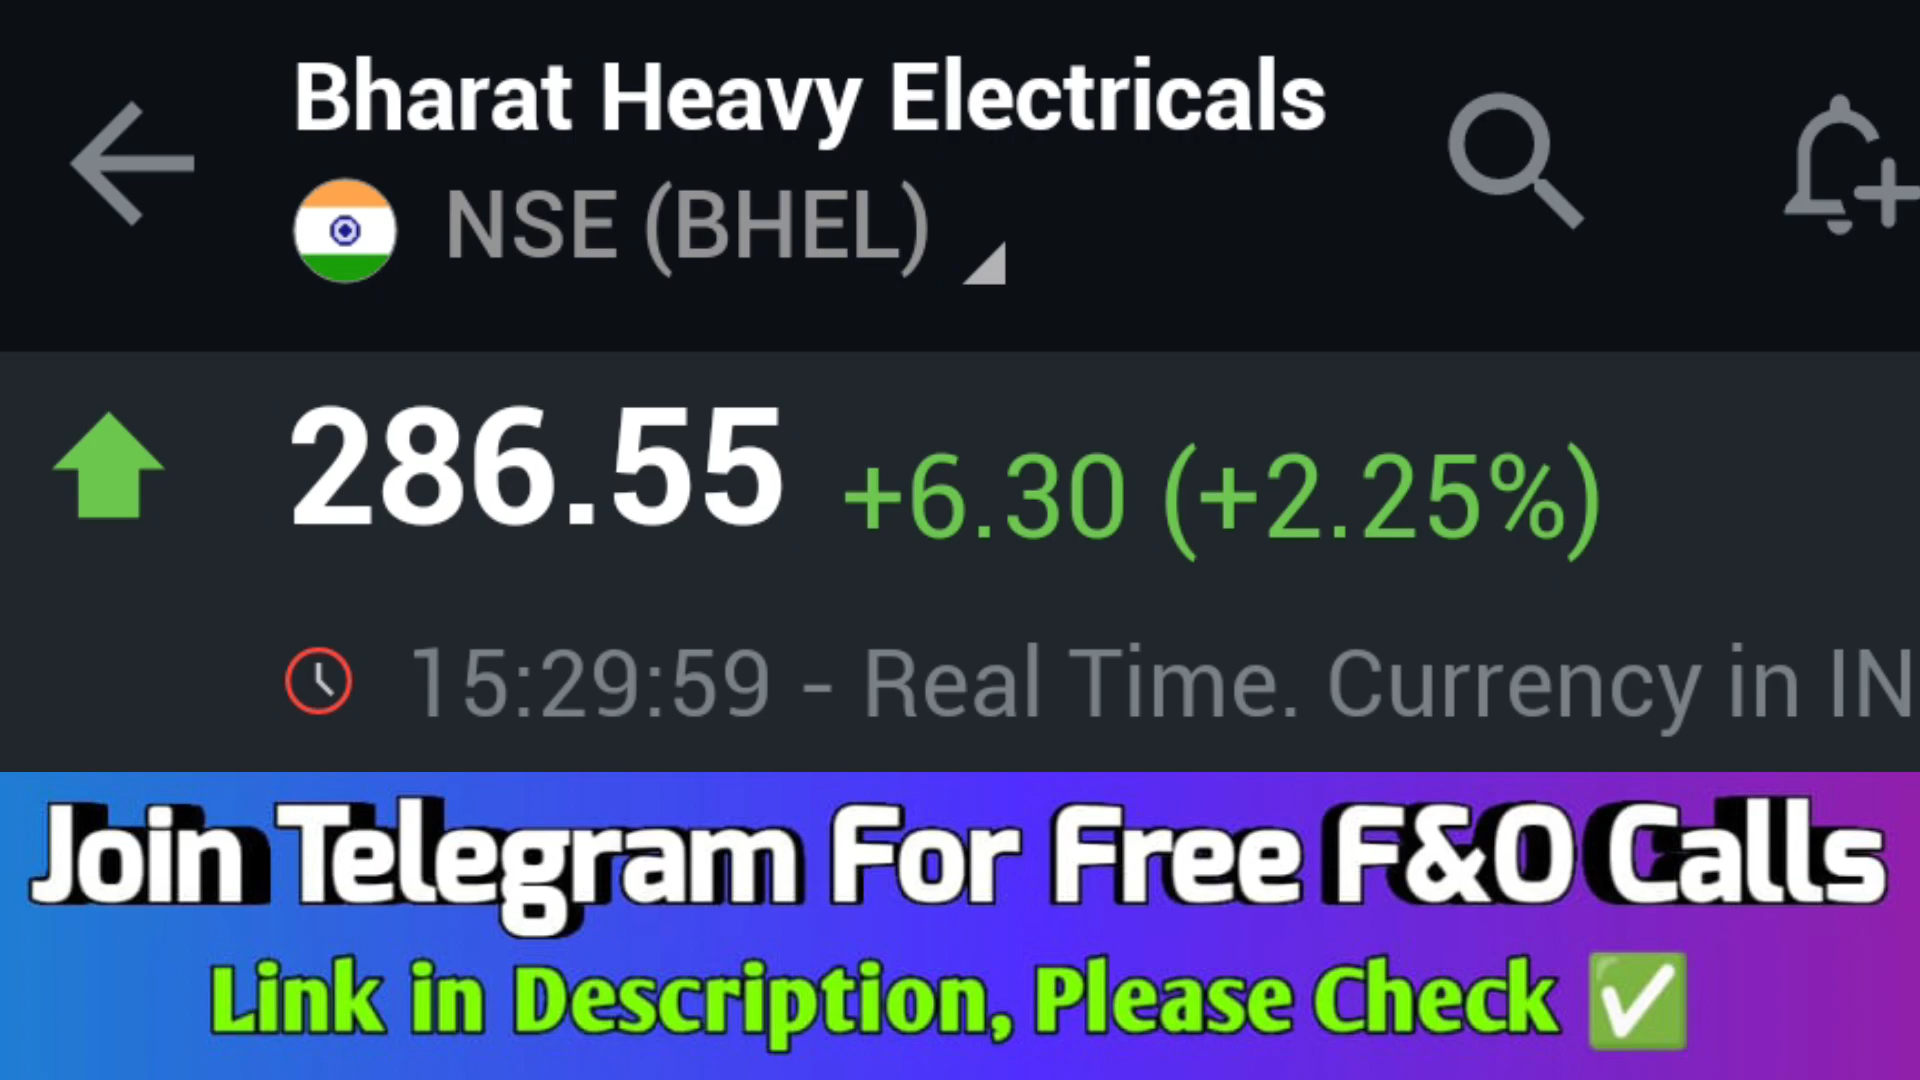 Bharat Heavy Electricals
NSE (BHEL)
286.55 +6.30 (+2.25%)
15:29:59 - Real Time. Currency in IN
Join Telegram For Free F&O Calls
Link in Description, Please Check ✅